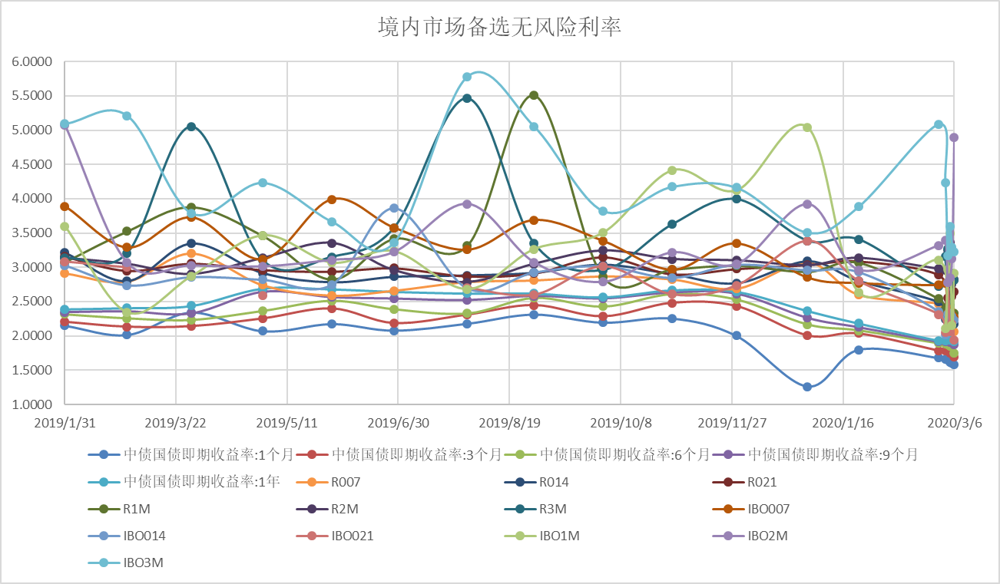 境内市场备选无风险利率
6.0000
5.5000
5.0000
4.5000
4.0000
3.5000
3.0000
2.5000
2.0000
1.5000
1.0000
2019/1/31 2019/3/22 2019/5/11 2019/6/30 2019/8/19 2019/10/8 2019/11/27 2020/1/16 2020/3/6
中债国债即期收益率:1个月 中债国债即期收益率:3个月 中债国债即期收益率:6个月 中债国债即期收益率:9个月
中债国债即期收益率:1年 R007 R014 R021
R1M R2M R3M IBO007
IBO014 IBO021 IBO1M IBO2M
IBO3M